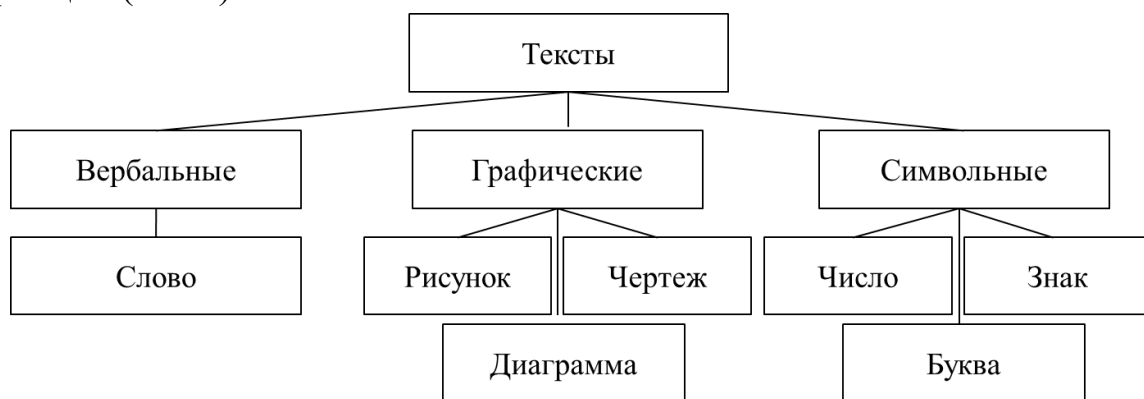 Тексты
Вербальные Графические Символьные
Слово Рисунок Чертеж Число Знак
Диаграмма Буква